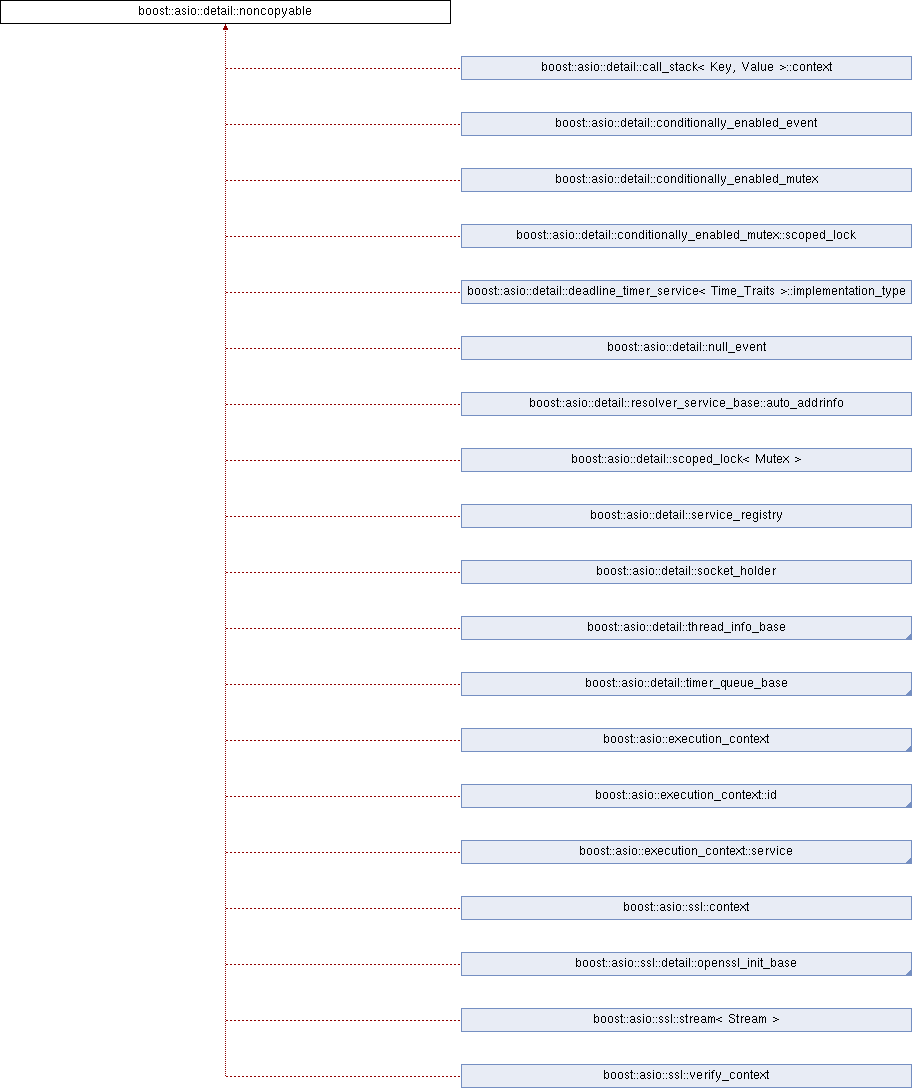 boost::asio::detail::noncopyable
boost::asio::detail::call_stack< Key, Value >::context
boost::asio::detail::conditionally_enabled_event
boost::asio::detail::conditionally_enabled_mutex
boost::asio::detail::conditionally_enabled_mutex::scoped_lock
boost::asio::detail::deadline_timer_service< Time_Traits >::implementation_type
boost::asio::detail::null_event
boost::asio::detail::resolver_service_base::auto_addrinfo
boost::asio::detail::scoped_lock< Mutex >
boost::asio::detail::service_registry
boost::asio::detail::socket_holder
boost::asio::detail::thread_info_base
boost::asio::detail::timer_queue_base
boost::asio::execution_context
boost::asio::execution_context::id
boost::asio::execution_context::service
boost::asio::ssl::context
boost::asio::ssl::detail::openssl_init_base
boost::asio::ssl::stream< Stream >
boost::asio::ssl::verify_context